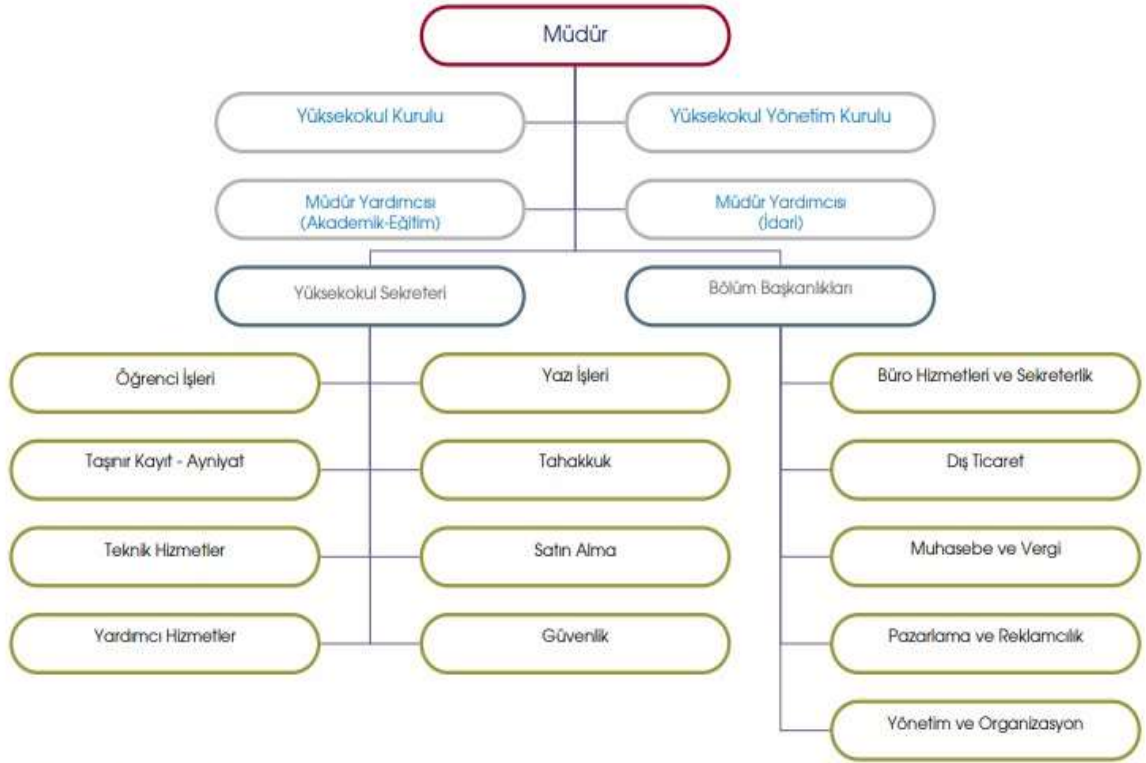 Müdür
Yüksekokul Kurulu
Yüksekokul Yönetim Kurulu
Müdür Yardımcısı
(Akademik-Eğitim)
Müdür Yardımcısı
(İdari)
Yüksekokul Sekreteri
Bölüm Başkanlıkları
Öğrenci İşleri
Yazı İşleri
Büro Hizmetleri ve Sekreterlik
Taşınır Kayıt - Ayniyat
Tahakkuk
Dış Ticaret
Teknik Hizmetler
Satın Alma
Muhasebe ve Vergi
Yardımcı Hizmetler
Güvenlik
Pazarlama ve Reklamcılık
Yönetim ve Organizasyon